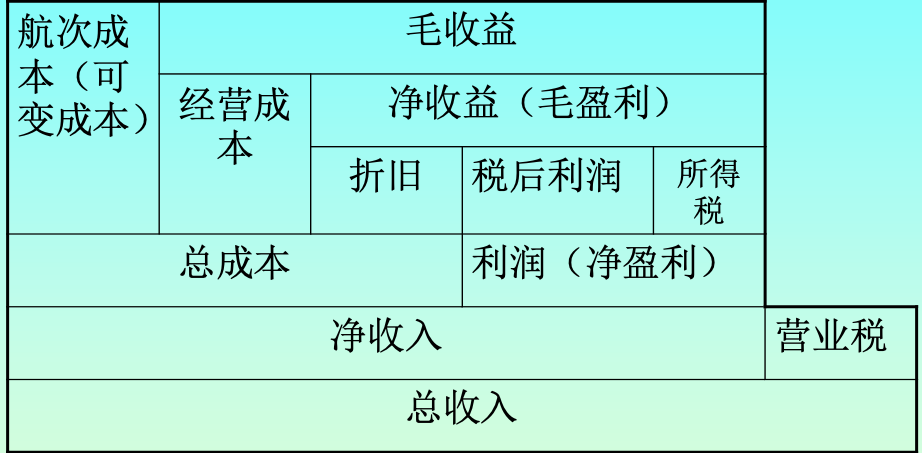 航次成
本（可
变成本）
毛收益
经营成
本
净收益（毛盈利）
折旧
税后利润
所得
税
总成本
利润（净盈利）
净收入
营业税
总收入